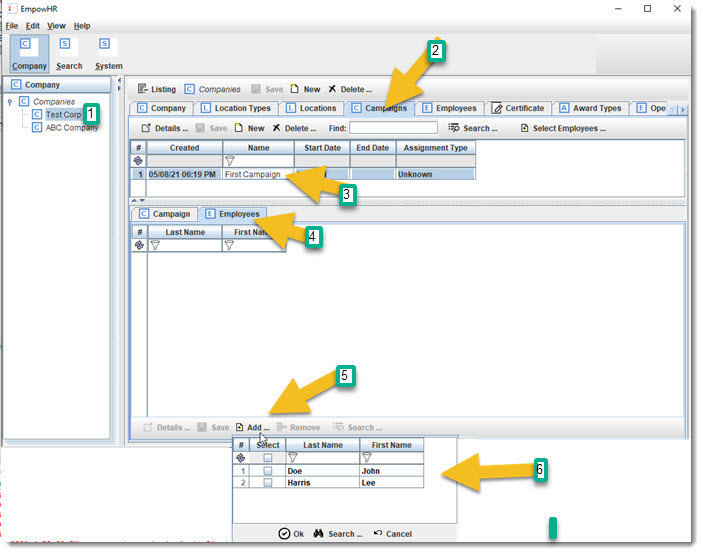 EmpowHR
File Edit View Help
C S S 2
Company Search System
C Company
Listing C Companies Save New Delete ...
C Companies
Test Corp 1
C ABC Company
C Company L Location Types L Locations C Campaigns E Employees Certificate A Award Types E Ope
Details ... Save New Delete ... Find: Search ... Select Employees ...
# Created Name Start Date End Date Assignment Type
1 05/08/21 06:19 PM First Campaign Unknown
3
C Campaign E Employees
4
# Last Name First Name
5
Details ... Save Add ... Remove Search ...
# Select Last Name First Name
1 Doe John
2 Harris Lee
6
Ok Search ... Cancel